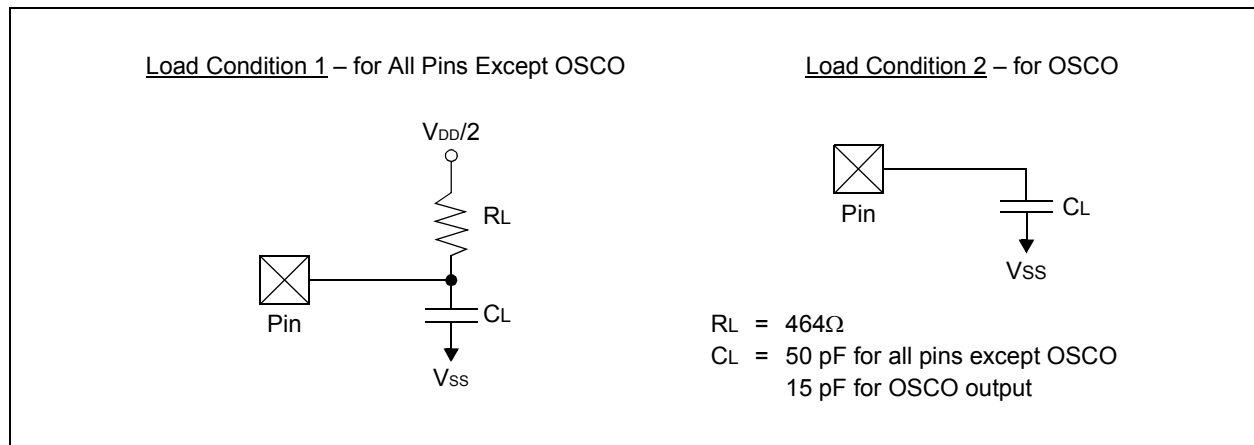 Load Condition 1 – for All Pins Except OSCO
VDD/2
RL
Pin
CL
VSS
Load Condition 2 – for OSCO
Pin
CL
VSS
RL = 464Ω
CL = 50 pF for all pins except OSCO
15 pF for OSCO output